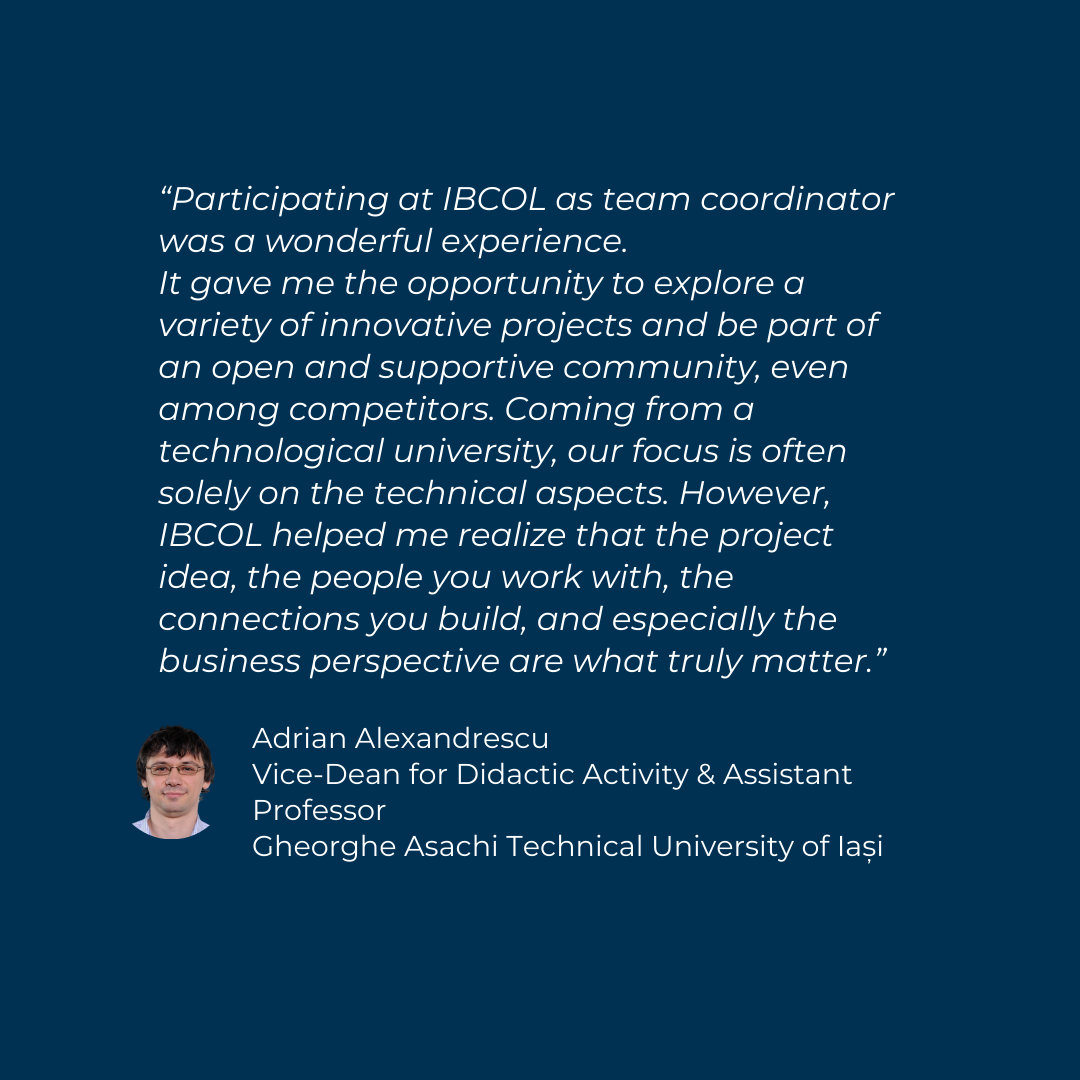 “Participating at IBCOL as team coordinator
was a wonderful experience.
It gave me the opportunity to explore a
variety of innovative projects and be part of
an open and supportive community, even
among competitors. Coming from a
technological university, our focus is often
solely on the technical aspects. However,
IBCOL helped me realize that the project
idea, the people you work with, the
connections you build, and especially the
business perspective are what truly matter.”
Adrian Alexandrescu
Vice-Dean for Didactic Activity & Assistant
Professor
Gheorghe Asachi Technical University of Iași